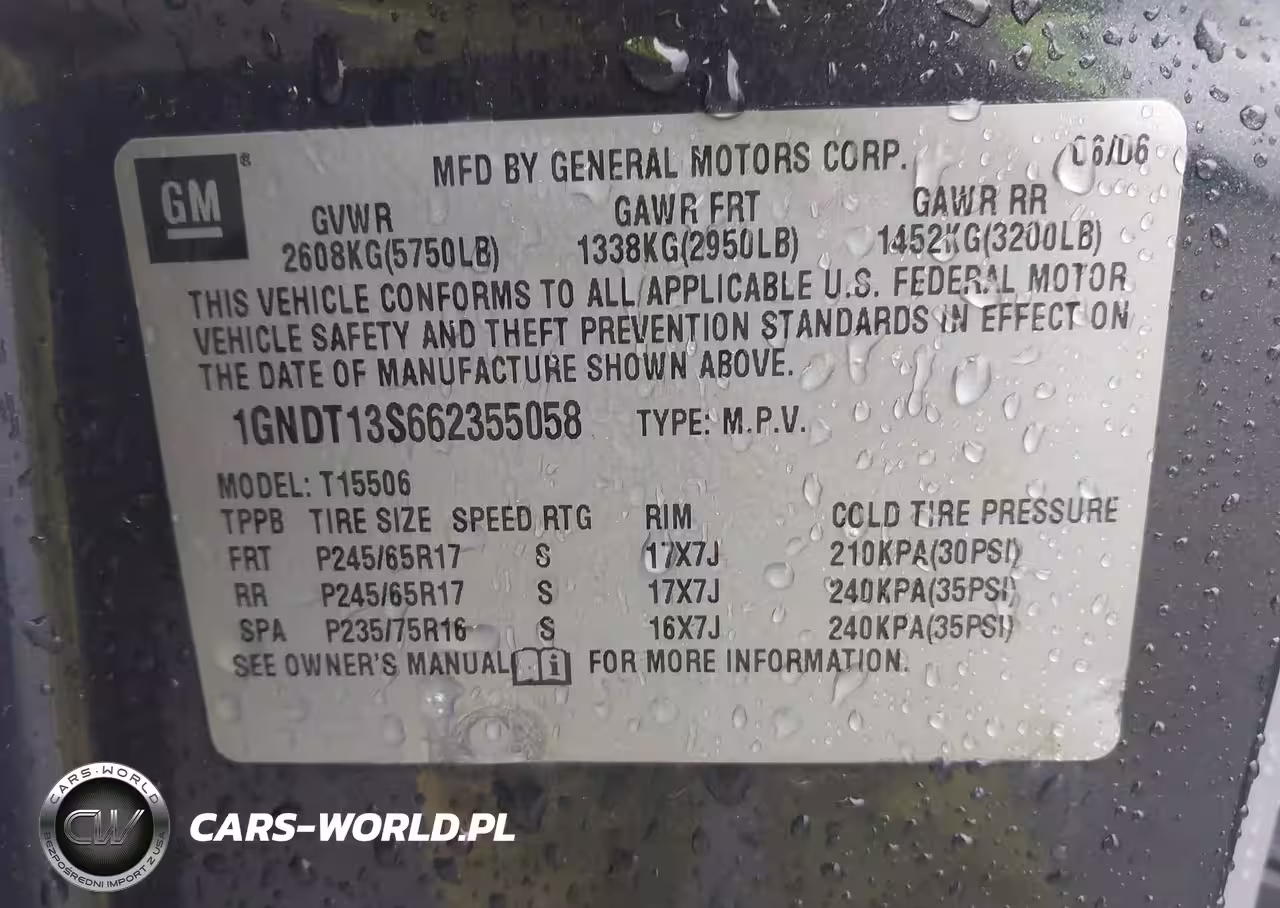 GM ®
MFD BY GENERAL MOTORS CORP. 06/06
GVWR GAWR FRT GAWR RR
2608KG(5750LB) 1338KG(2950LB) 1452KG(3200LB)
THIS VEHICLE CONFORMS TO ALL APPLICABLE U.S. FEDERAL MOTOR
VEHICLE SAFETY AND THEFT PREVENTION STANDARDS IN EFFECT ON
THE DATE OF MANUFACTURE SHOWN ABOVE.
1GNDT13S662355058 TYPE: M.P.V.
MODEL: T15506
TPPB TIRE SIZE SPEED RTG RIM COLD TIRE PRESSURE
FRT P245/65R17 S 17X7J 210KPA(30PSI)
RR P245/65R17 S 17X7J 240KPA(35PSI)
SPA P235/75R16 S 16X7J 240KPA(35PSI)
SEE OWNER'S MANUAL i FOR MORE INFORMATION.
CARS-WORLD
CW
BEZPOŚREDNI IMPORT Z USA
CARS-WORLD.PL